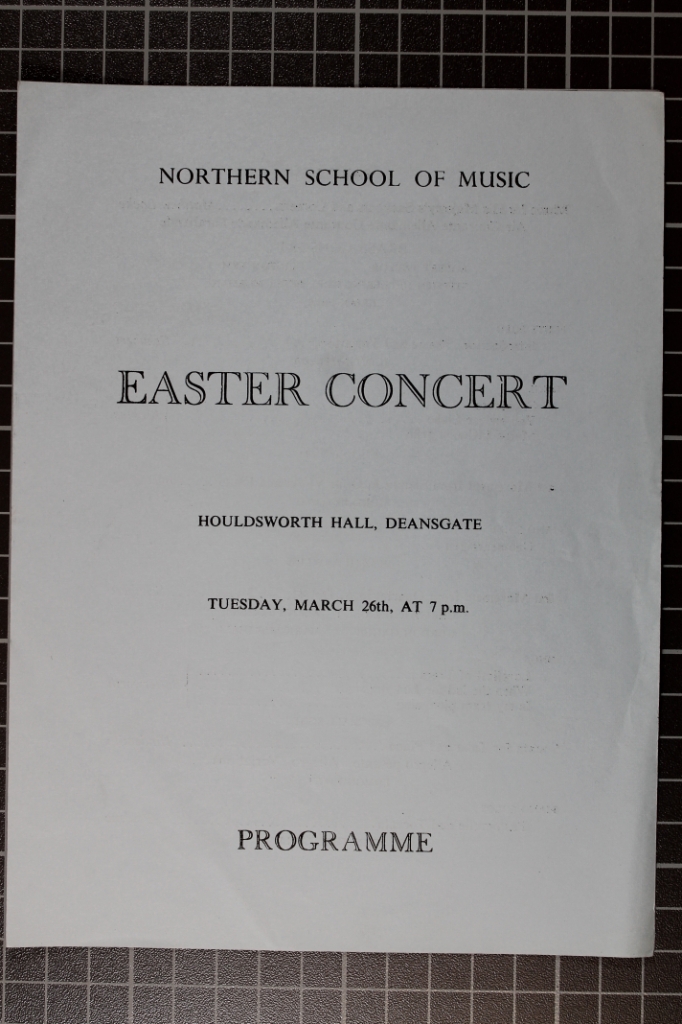 NORTHERN SCHOOL OF MUSIC
EASTER CONCERT
HOULDSWORTH HALL, DEANSGATE
TUESDAY, MARCH 26th, AT 7 p.m.
PROGRAMME